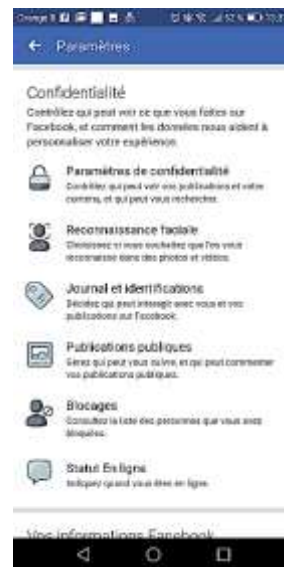 Paramètres
Confidentialité
Contrôlez qui peut voir ce que vous faites sur
Facebook, et comment les données nous aident à
personnaliser votre expérience.
Paramètres de confidentialité
Contrôlez qui peut voir vos publications et votre
contenu, et qui peut vous rechercher.
Reconnaissance faciale
Choisissez si vous souhaitez que l'on vous
reconnaisse dans des photos et vidéos.
Journal et identifications
Décidez qui peut interagir avec vous et vos
publications sur Facebook.
Publications publiques
Gérez qui peut vous suivre, et qui peut commenter
vos publications publiques.
Blocages
Consultez la liste des personnes que vous avez
bloquées.
Statut En ligne
Indiquez quand vous êtes en ligne.
Vos informations Facebook